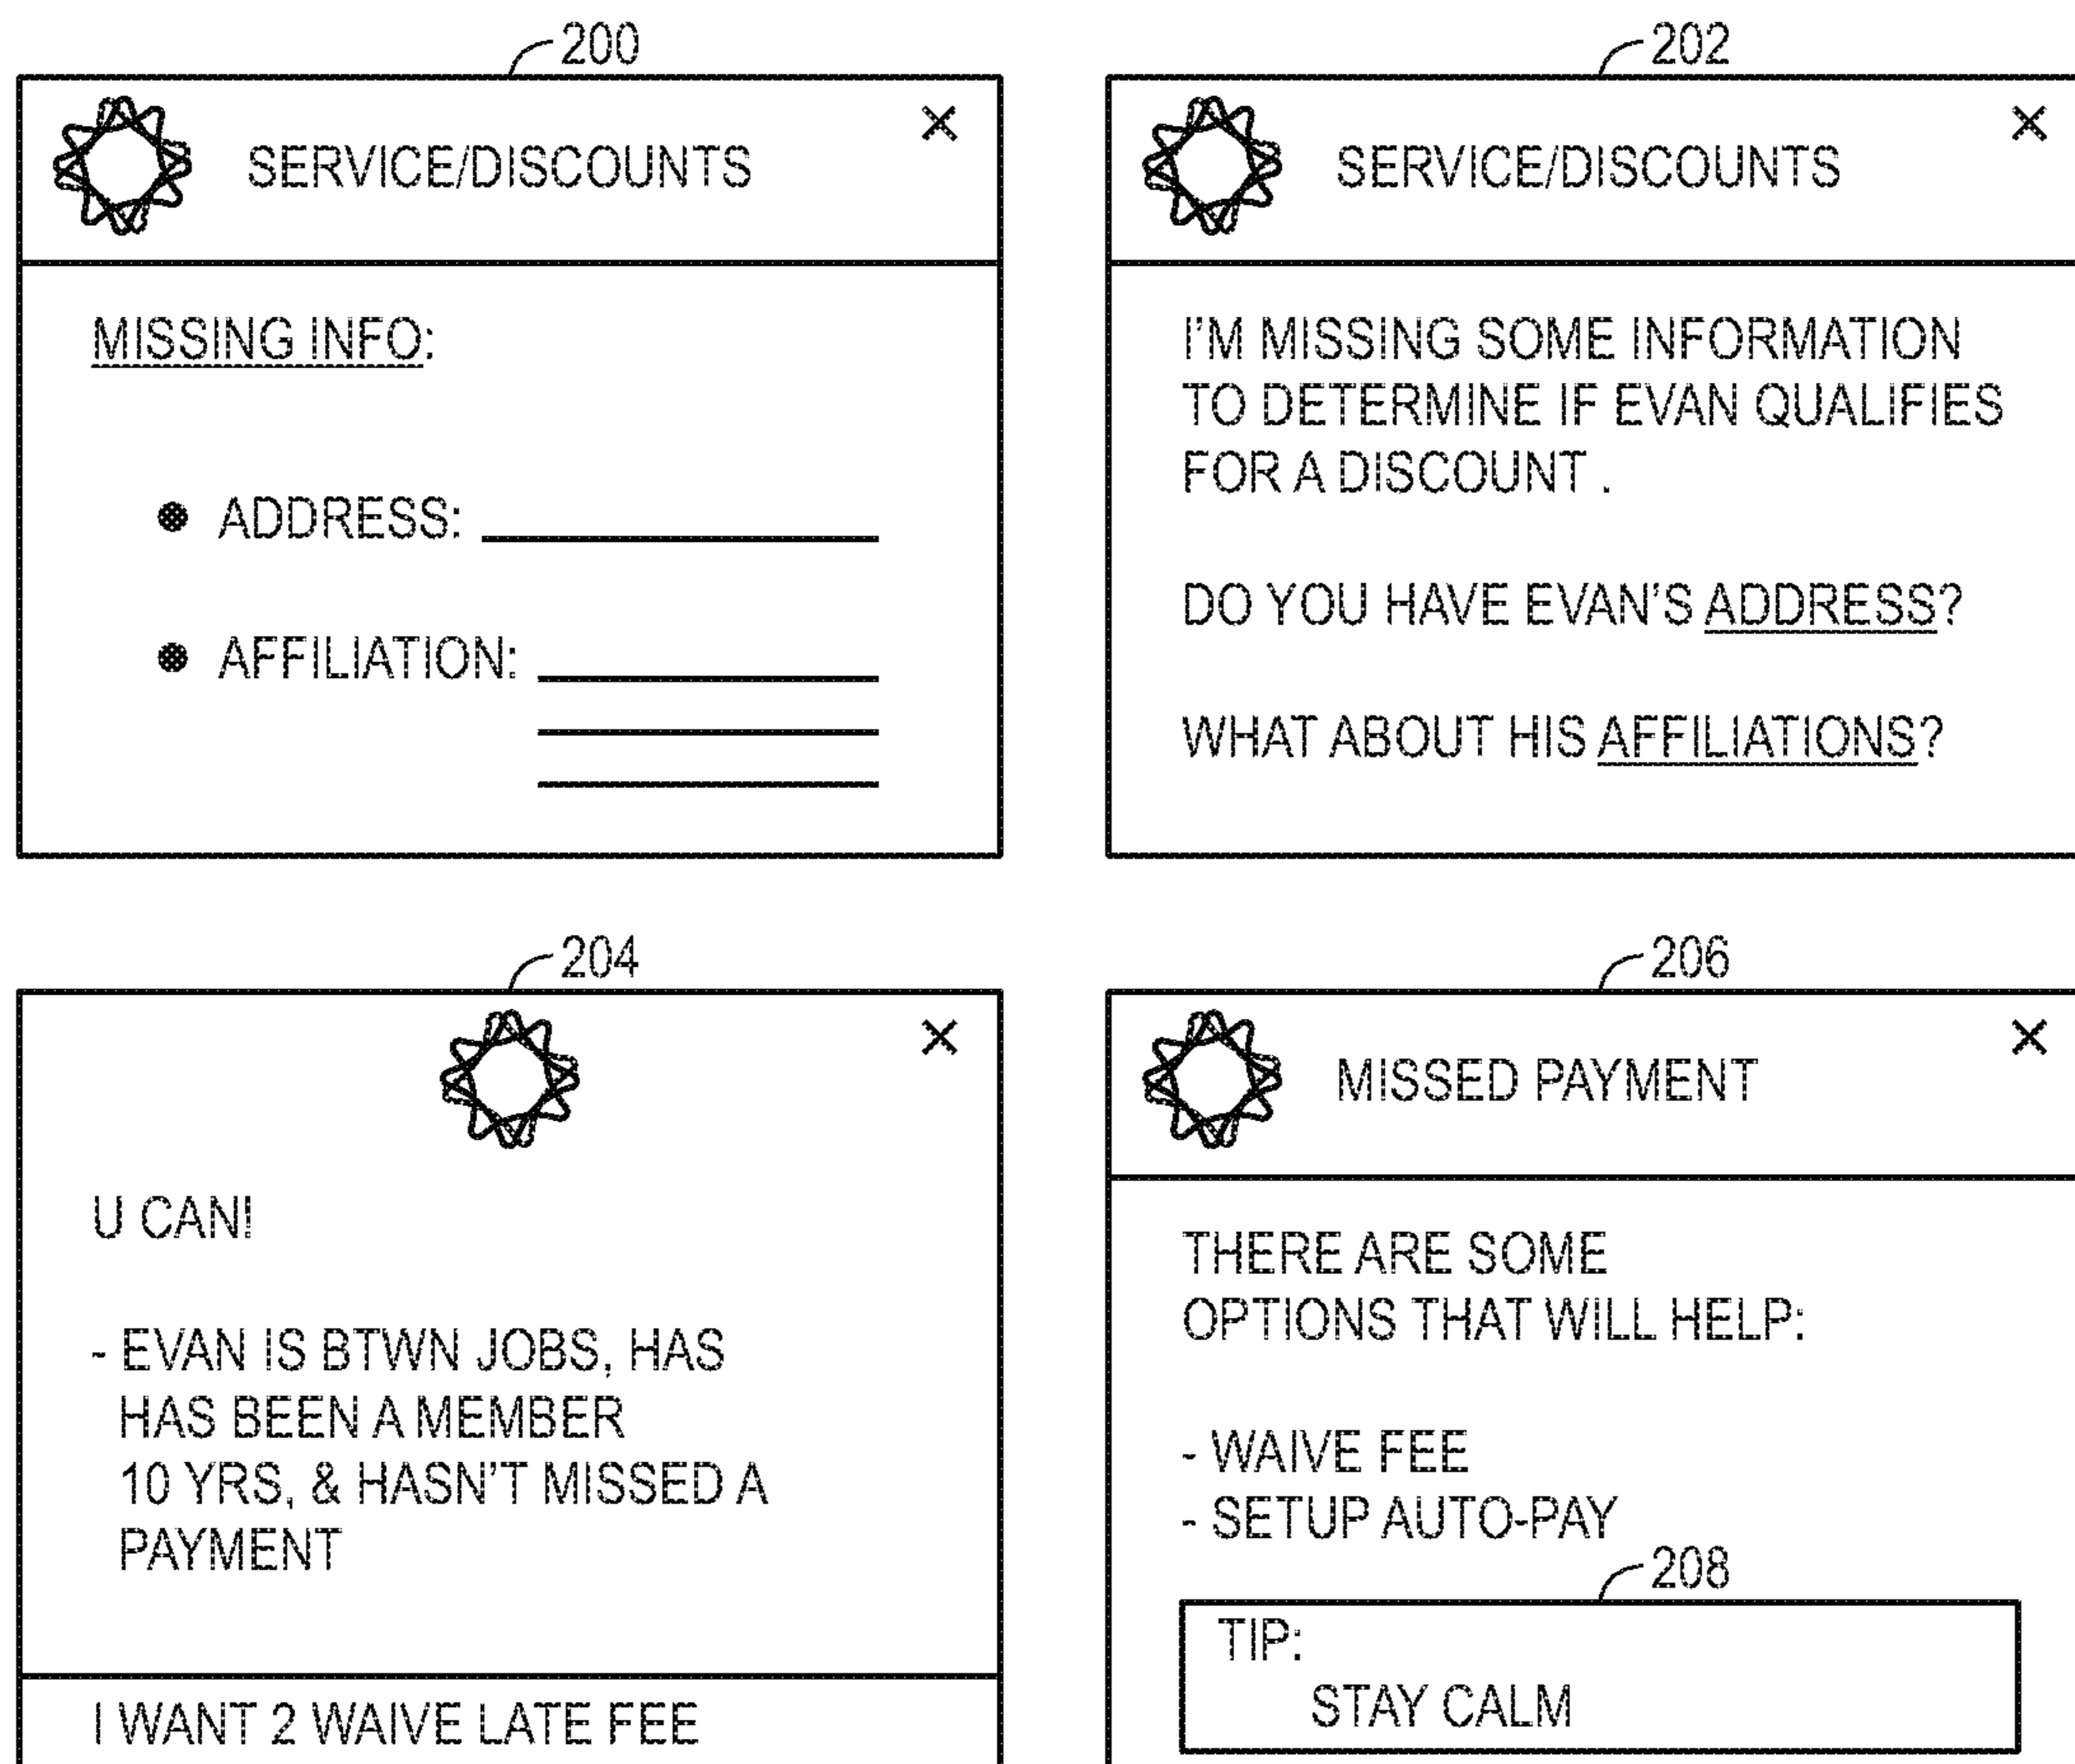 200
SERVICE/DISCOUNTS
×
MISSING INFO:
● ADDRESS:
● AFFILIATION:
202
SERVICE/DISCOUNTS
×
I'M MISSING SOME INFORMATION
TO DETERMINE IF EVAN QUALIFIES
FOR A DISCOUNT .
DO YOU HAVE EVAN'S ADDRESS?
WHAT ABOUT HIS AFFILIATIONS?
204
×
U CAN!
- EVAN IS BTWN JOBS, HAS
HAS BEEN A MEMBER
10 YRS, & HASN'T MISSED A
PAYMENT
I WANT 2 WAIVE LATE FEE
206
MISSED PAYMENT
×
THERE ARE SOME
OPTIONS THAT WILL HELP:
- WAIVE FEE
- SETUP AUTO-PAY
208
TIP:
STAY CALM